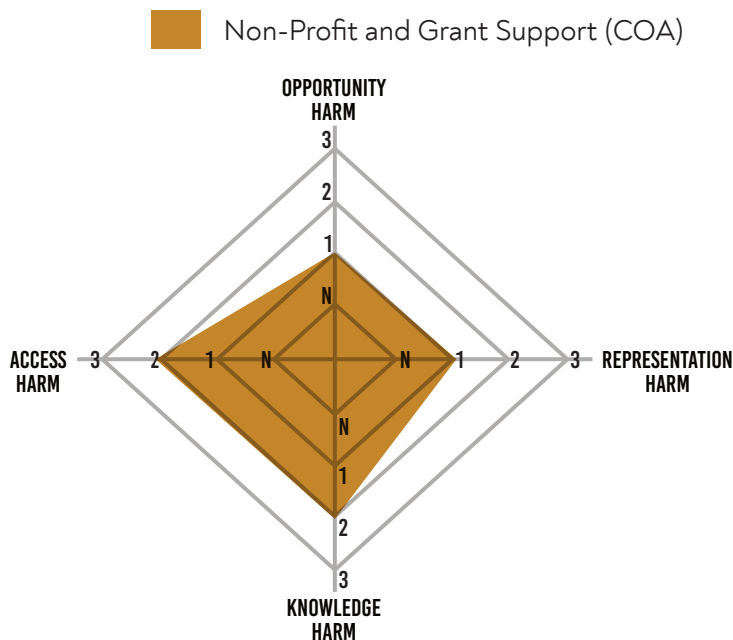 Non-Profit and Grant Support (COA)
OPPORTUNITY
HARM
3
2
1
N
ACCESS
HARM
3 2 1 N N 1 2 3
REPRESENTATION
HARM
N
1
2
3
KNOWLEDGE
HARM